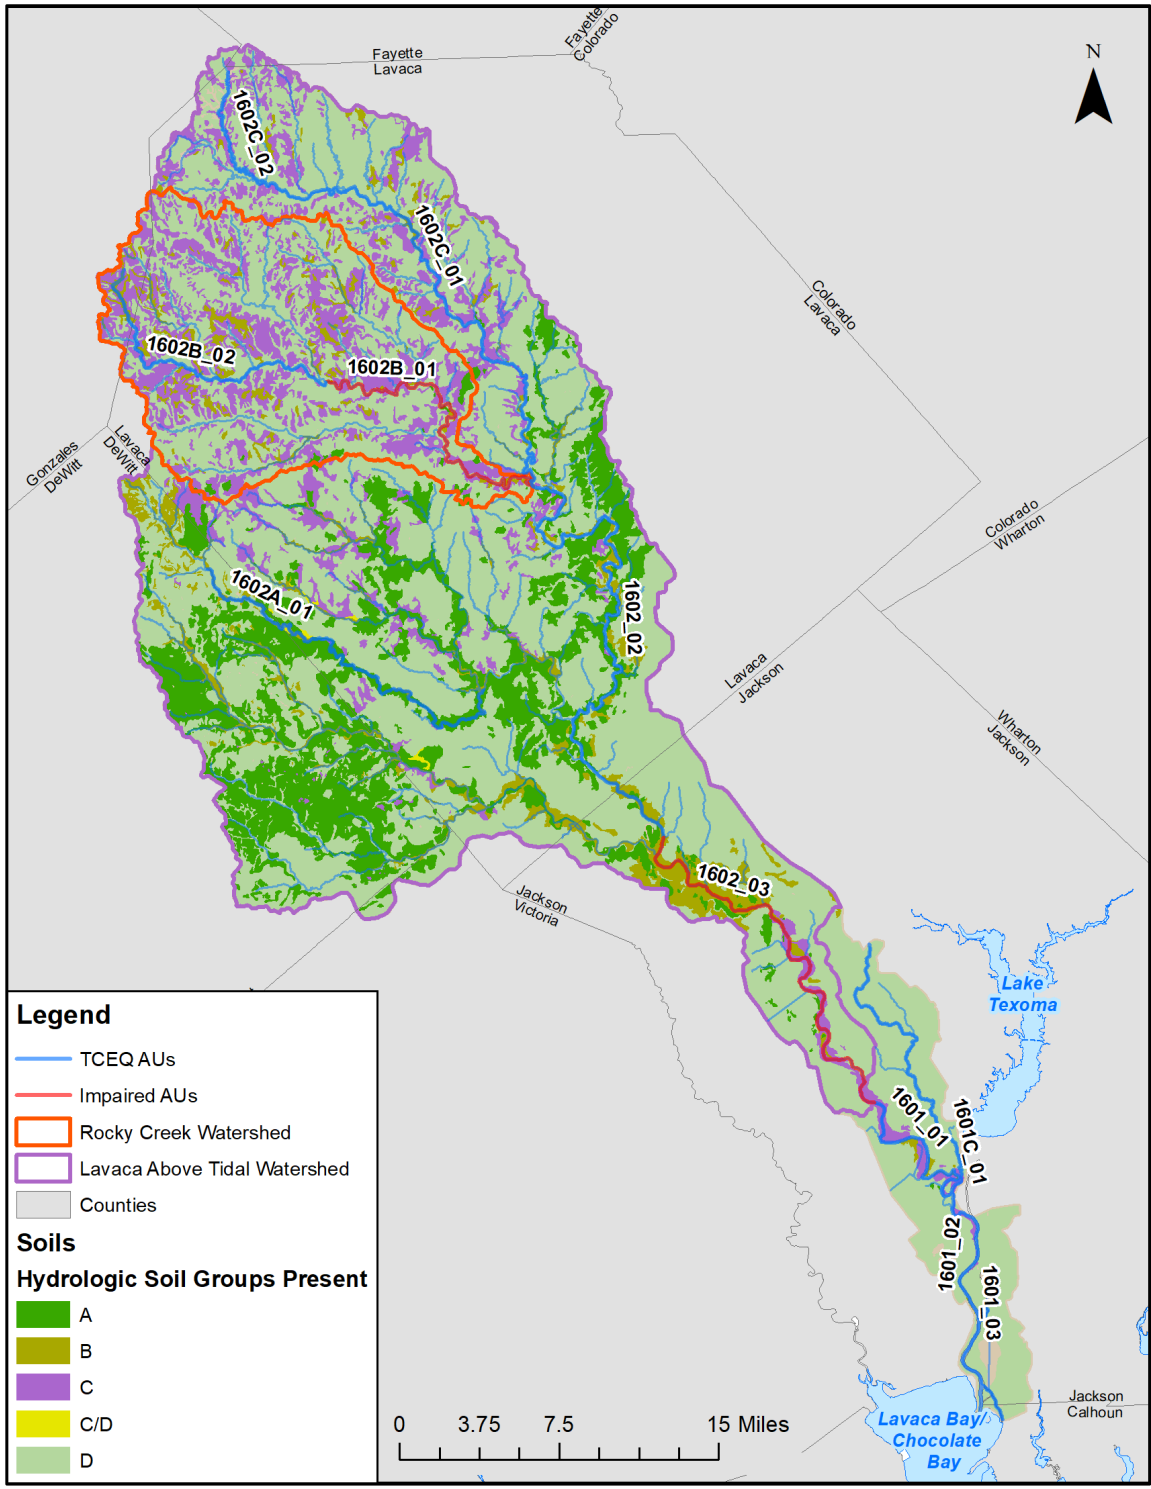 Fayette
Lavaca
Fayette
Colorado
N
1602C_02
1602C_01
Colorado
Lavaca
1602B_02
1602B_01
Gonzales
DeWitt
Lavaca
DeWitt
Colorado
Wharton
1602A_01
1602_02
Lavaca
Jackson
Wharton
Jackson
1602_03
Jackson
Victoria
Lake
Texoma
1601_01
1601C_01
1601_02
1601_03
Jackson
Calhoun
Lavaca Bay/
Chocolate
Bay
Legend
TCEQ AUs
Impaired AUs
Rocky Creek Watershed
Lavaca Above Tidal Watershed
Counties
Soils
Hydrologic Soil Groups Present
A
B
C
C/D
D
0 3.75 7.5 15 Miles